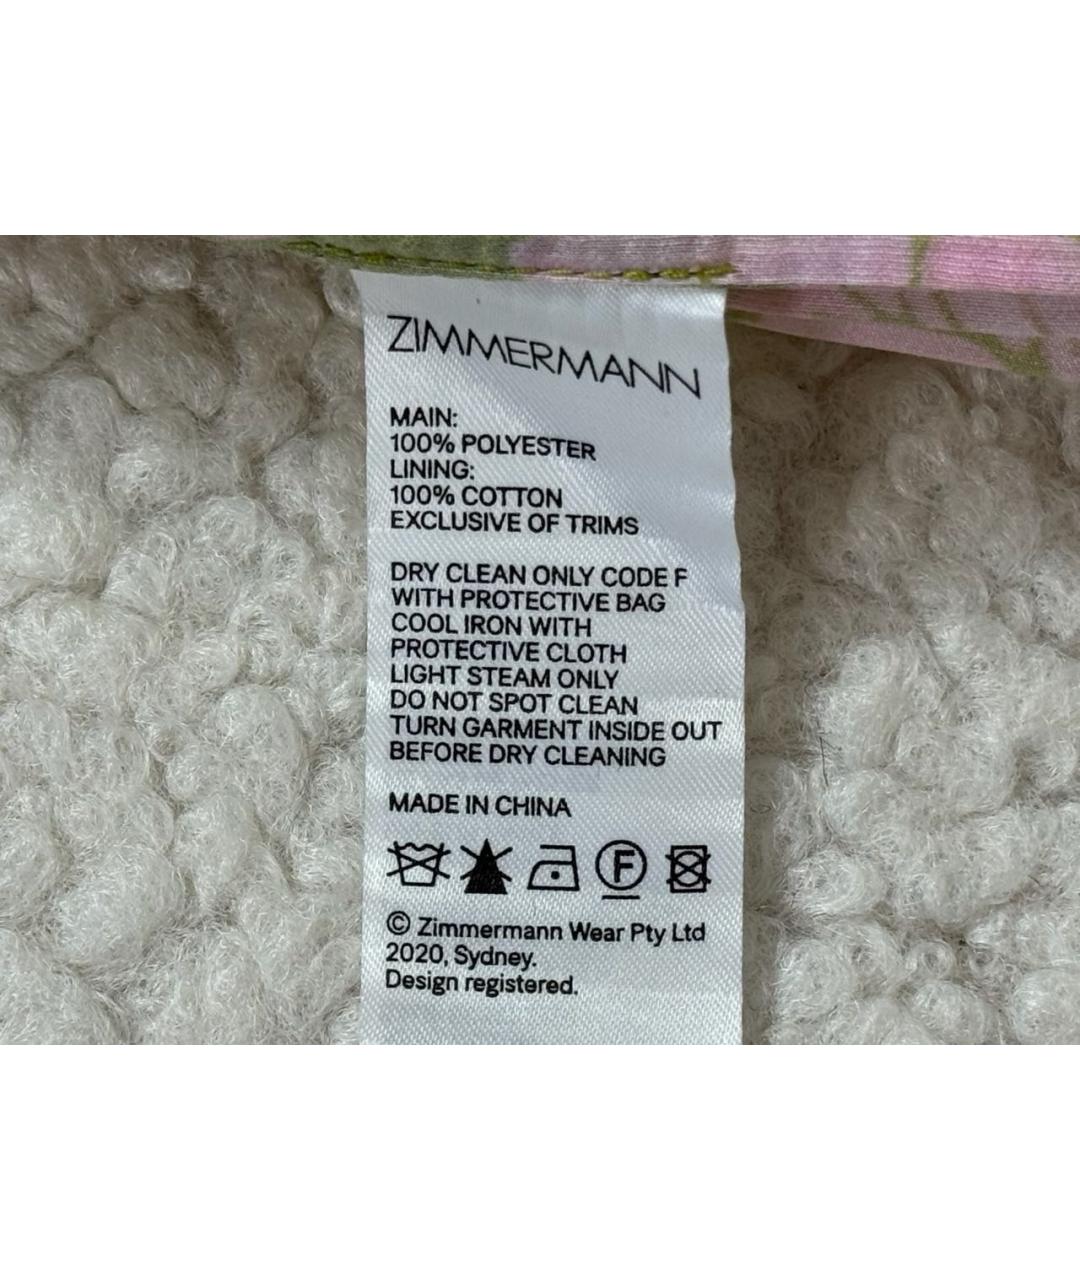 ZIMMERMANN
MAIN:
100% POLYESTER
LINING:
100% COTTON
EXCLUSIVE OF TRIMS
DRY CLEAN ONLY CODE F
WITH PROTECTIVE BAG
COOL IRON WITH
PROTECTIVE CLOTH
LIGHT STEAM ONLY
DO NOT SPOT CLEAN
TURN GARMENT INSIDE OUT
BEFORE DRY CLEANING
MADE IN CHINA
F
© Zimmermann Wear Pty Ltd
2020, Sydney.
Design registered.